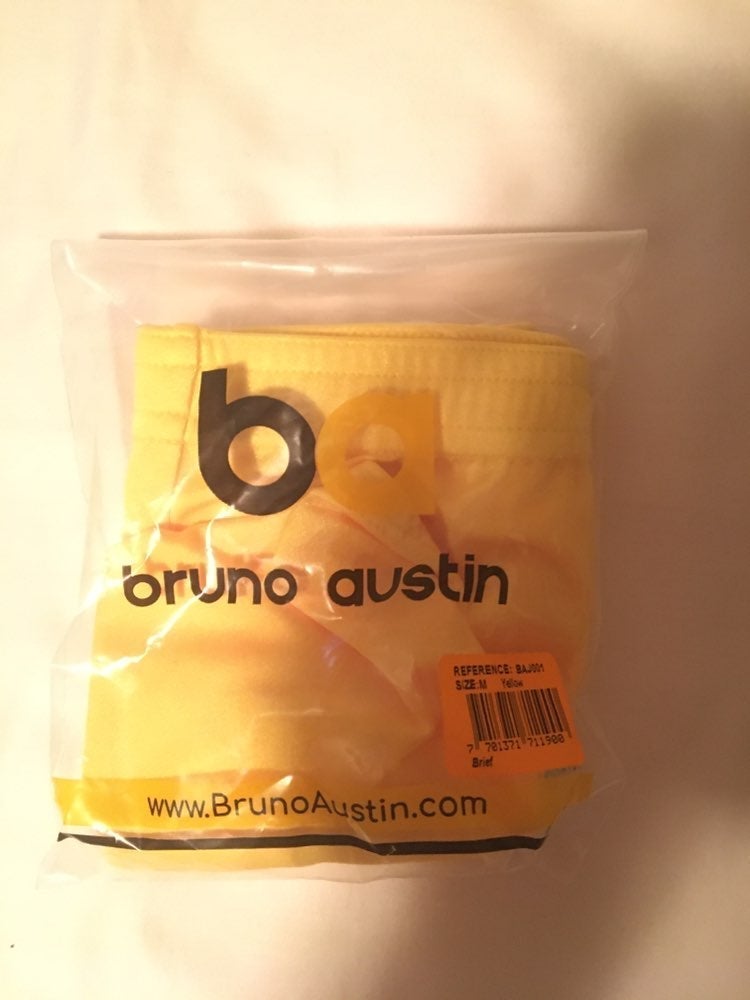 ba
bruno austin
REFERENCE: BAJ001
SIZE:M Yellow
7 701371 711900
Brief
www.BrunoAustin.com